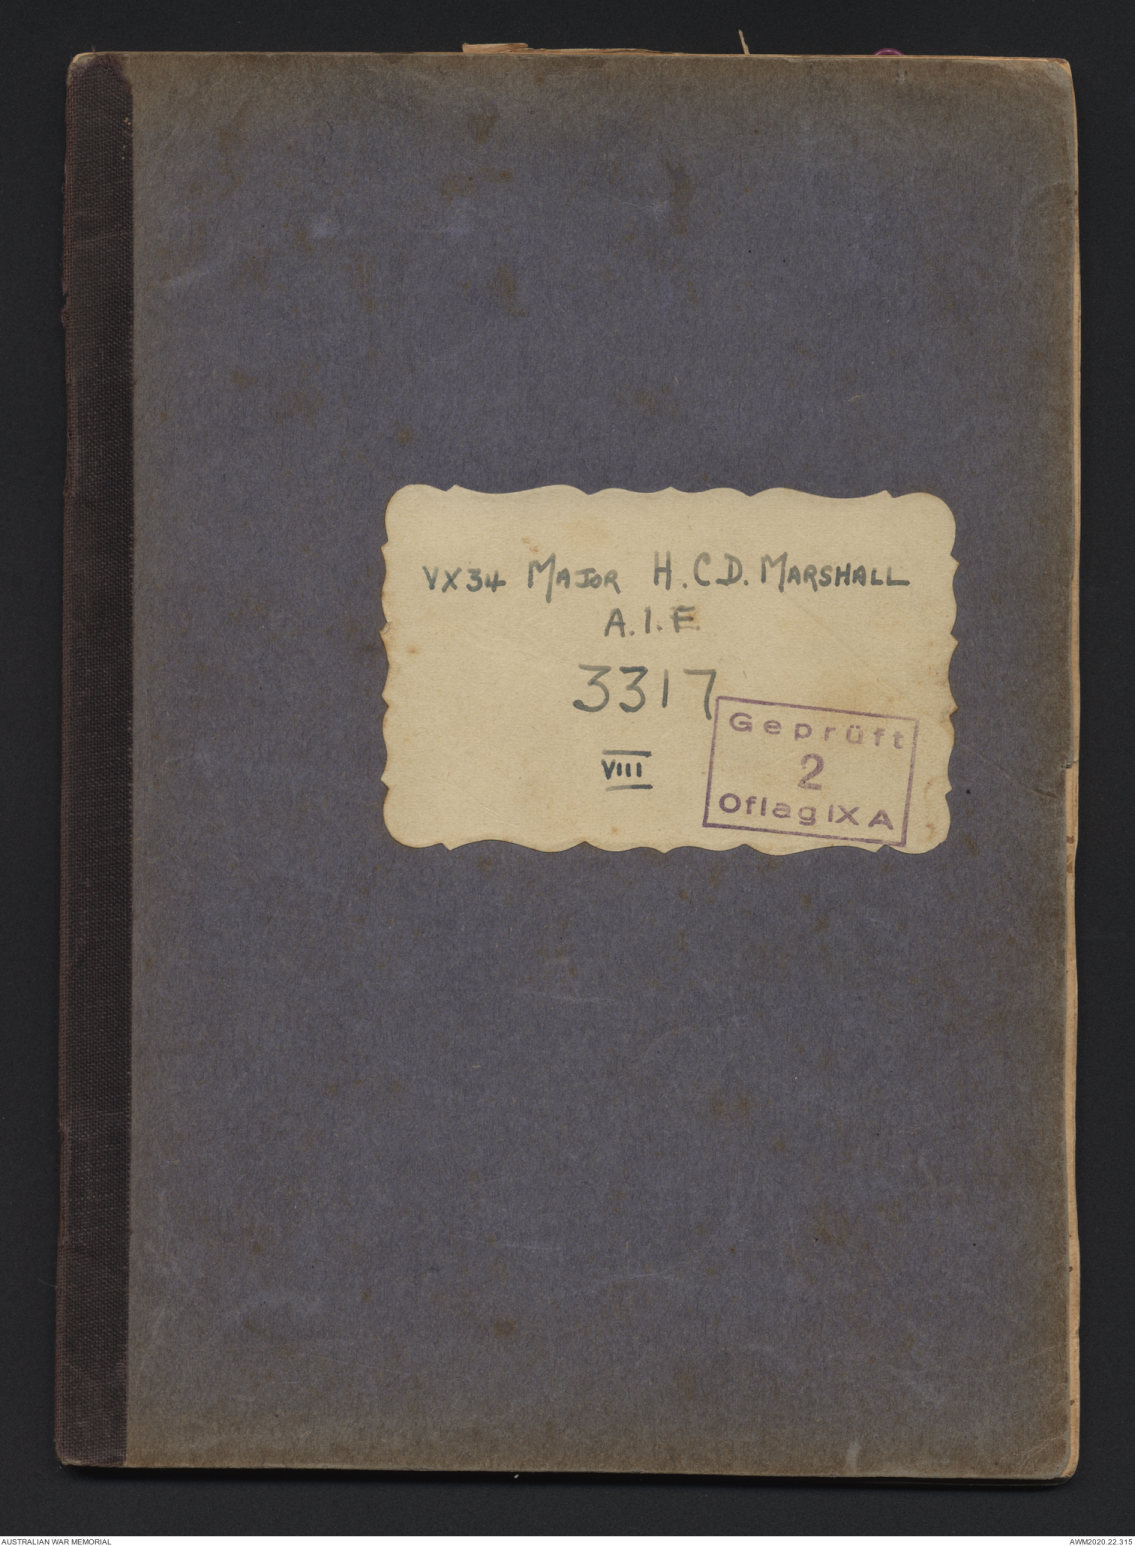 VX34 MAJOR H.C.D. MARSHALL
A.I.F
3317
VIII
Geprüft
2
Oflag IX A
AUSTRALIAN WAR MEMORIAL
AWM2020.22.315